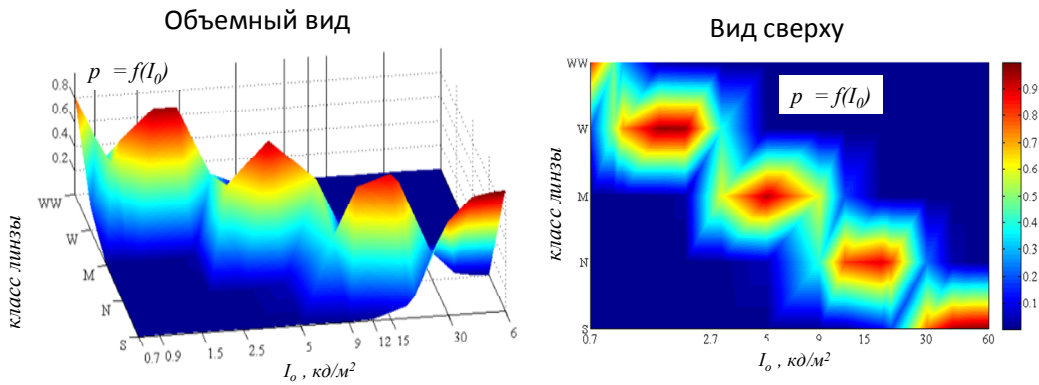 Объемный вид
p = f(I₀)
0.8
0.6
0.4
0.2
WW
W
M
N
S
класс линзы
0.7 0.9 1.5 2.5 5 9 12 15 30 6
Iₒ , кд/м²
Вид сверху
p = f(I₀)
WW
W
M
N
S
класс линзы
0.7 2.7 5 9 15 30 60
Iₒ , кд/м²
0.9
0.8
0.7
0.6
0.5
0.4
0.3
0.2
0.1